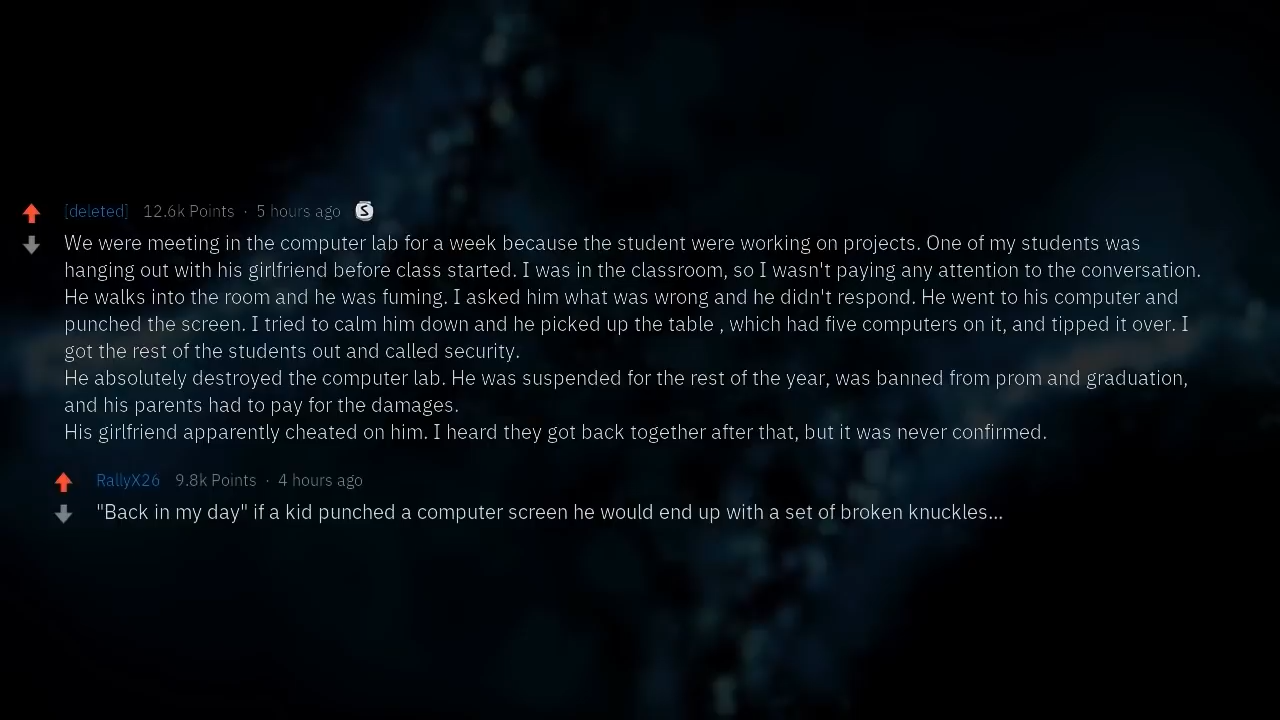 [deleted] 12.6k Points · 5 hours ago S
We were meeting in the computer lab for a week because the student were working on projects. One of my students was
hanging out with his girlfriend before class started. I was in the classroom, so I wasn't paying any attention to the conversation.
He walks into the room and he was fuming. I asked him what was wrong and he didn't respond. He went to his computer and
punched the screen. I tried to calm him down and he picked up the table , which had five computers on it, and tipped it over. I
got the rest of the students out and called security.
He absolutely destroyed the computer lab. He was suspended for the rest of the year, was banned from prom and graduation,
and his parents had to pay for the damages.
His girlfriend apparently cheated on him. I heard they got back together after that, but it was never confirmed.
RallyX26 9.8k Points · 4 hours ago
"Back in my day" if a kid punched a computer screen he would end up with a set of broken knuckles...